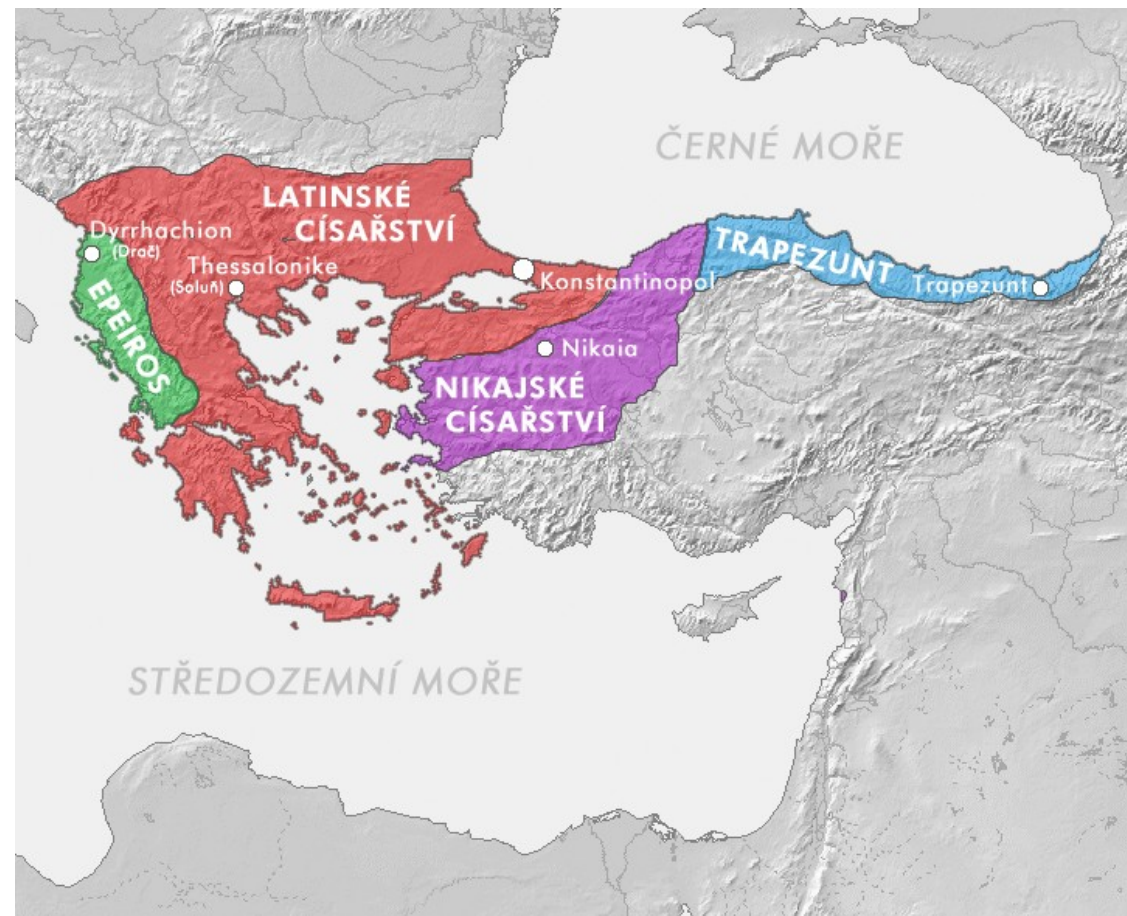 ČERNÉ MOŘE
LATINSKÉ
CÍSAŘSTVÍ
Dyrrhachion
(Drač)
Thessalonike
(Soluň)
Konstantinopol
TRAPEZUNT
Trapezunt
EPEIROS
Nikaia
NIKAJSKÉ
CÍSAŘSTVÍ
STŘEDOZEMNÍ MOŘE